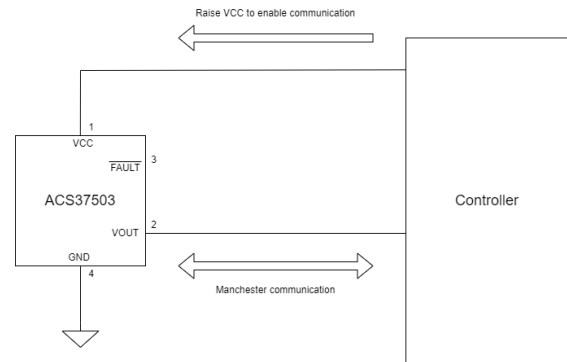 Raise VCC to enable communication
1
VCC
FAULT
3
ACS37503
Controller
VOUT
2
GND
4
Manchester communication